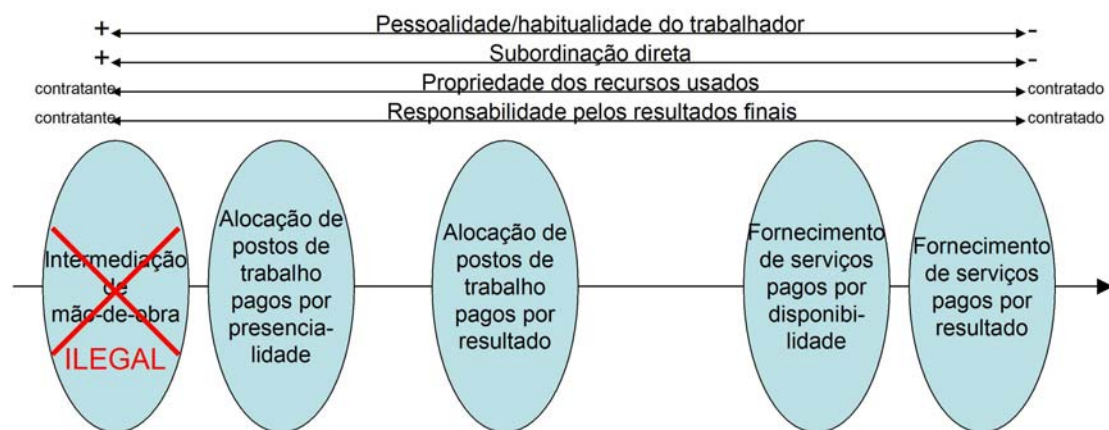 + Pessoalidade/habitualidade do trabalhador -
+ Subordinação direta -
contratante Propriedade dos recursos usados contratado
contratante Responsabilidade pelos resultados finais contratado
Intermediação
de
mão-de-obra
ILEGAL
Alocação de
postos de
trabalho
pagos por
presencia-
lidade
Alocação de
postos de
trabalho
pagos por
resultado
Fornecimento
de serviços
pagos por
disponibi-
lidade
Fornecimento
de serviços
pagos por
resultado